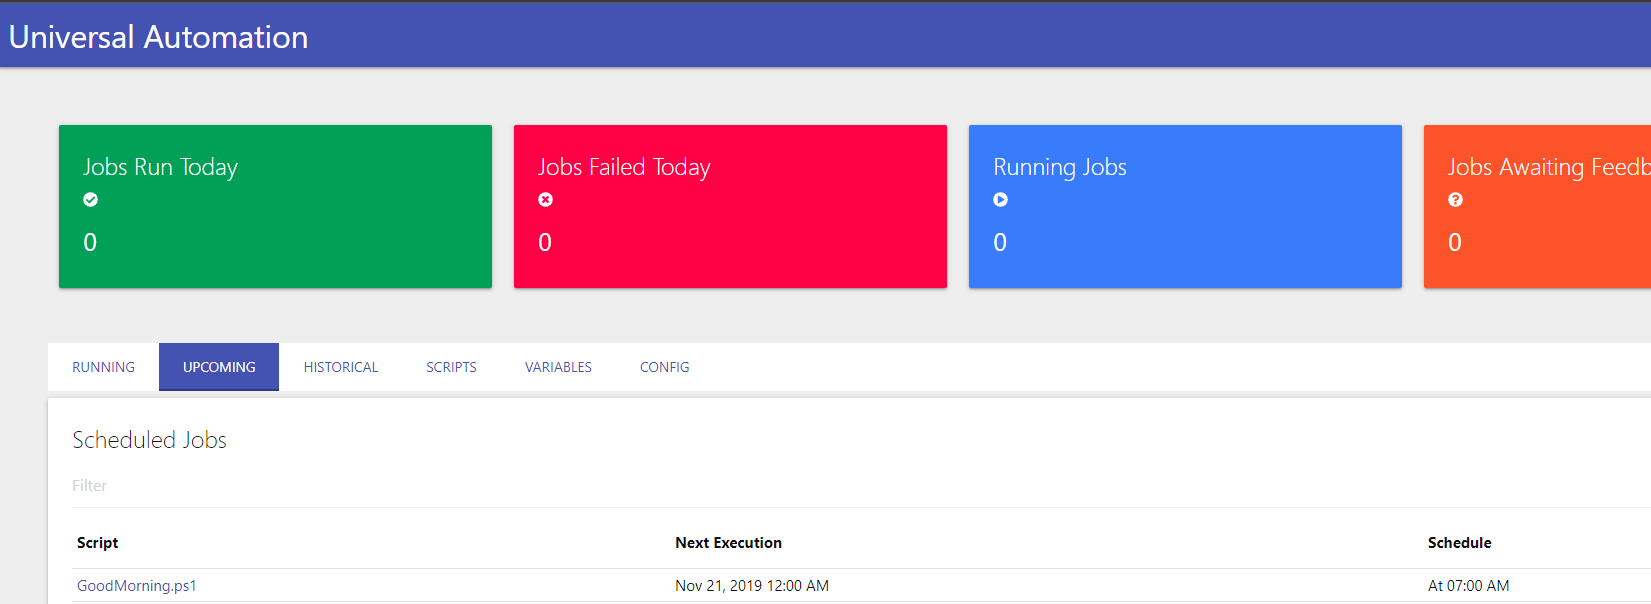 Universal Automation
Jobs Run Today
0
Jobs Failed Today
0
Running Jobs
0
Jobs Awaiting Feedb
0
RUNNING UPCOMING HISTORICAL SCRIPTS VARIABLES CONFIG
Scheduled Jobs
Filter
Script Next Execution Schedule
GoodMorning.ps1 Nov 21, 2019 12:00 AM At 07:00 AM